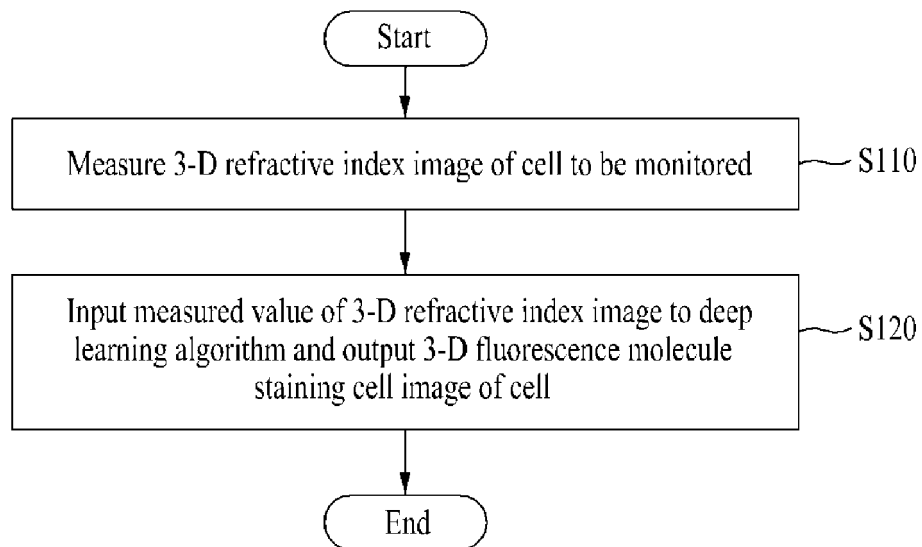 Start
Measure 3-D refractive index image of cell to be monitored
S110
Input measured value of 3-D refractive index image to deep
learning algorithm and output 3-D fluorescence molecule
staining cell image of cell
S120
End